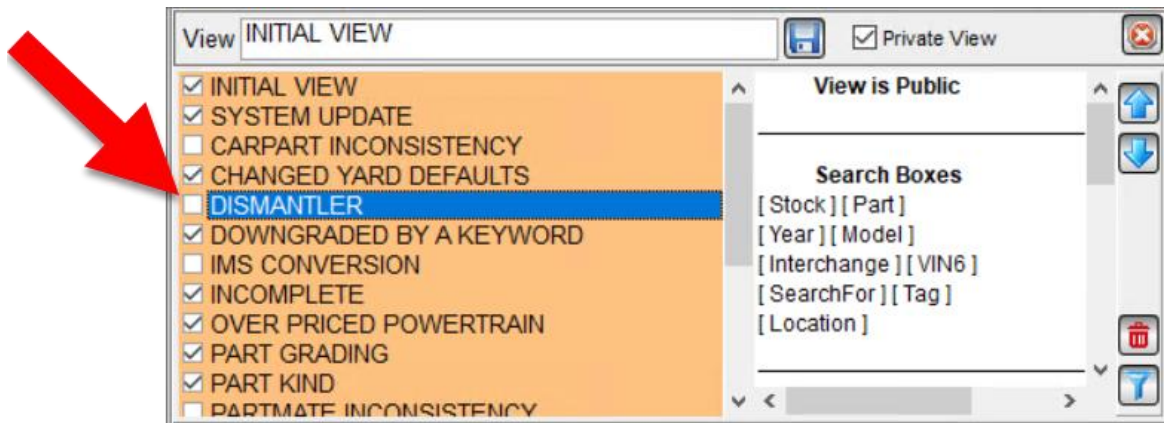 View INITIAL VIEW Private View
INITIAL VIEW
SYSTEM UPDATE
CARPART INCONSISTENCY
CHANGED YARD DEFAULTS
DISMANTLER
DOWNGRADED BY A KEYWORD
IMS CONVERSION
INCOMPLETE
OVER PRICED POWERTRAIN
PART GRADING
PART KIND
PARTMATE INCONSISTENCY
View is Public
Search Boxes
[ Stock ] [ Part ]
[ Year ] [ Model ]
[ Interchange ] [ VIN6 ]
[ SearchFor ] [ Tag ]
[ Location ]